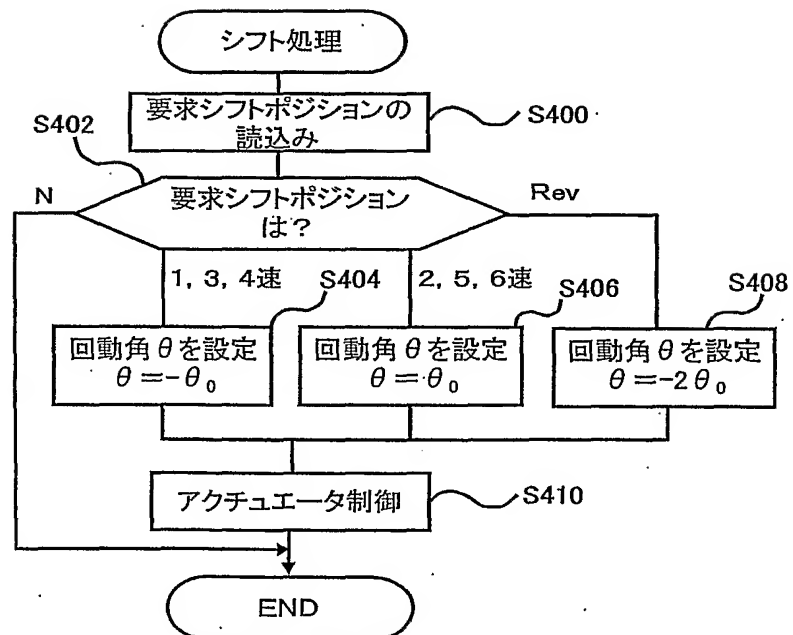 シフト処理
要求シフトポジションの
読込み
S400
S402
要求シフトポジション
は?
N
Rev
1, 3, 4速
S404
2, 5, 6速
S406
S408
回動角θを設定
θ=-θ0
回動角θを設定
θ=θ0
回動角θを設定
θ=-2θ0
アクチュエータ制御
S410
END